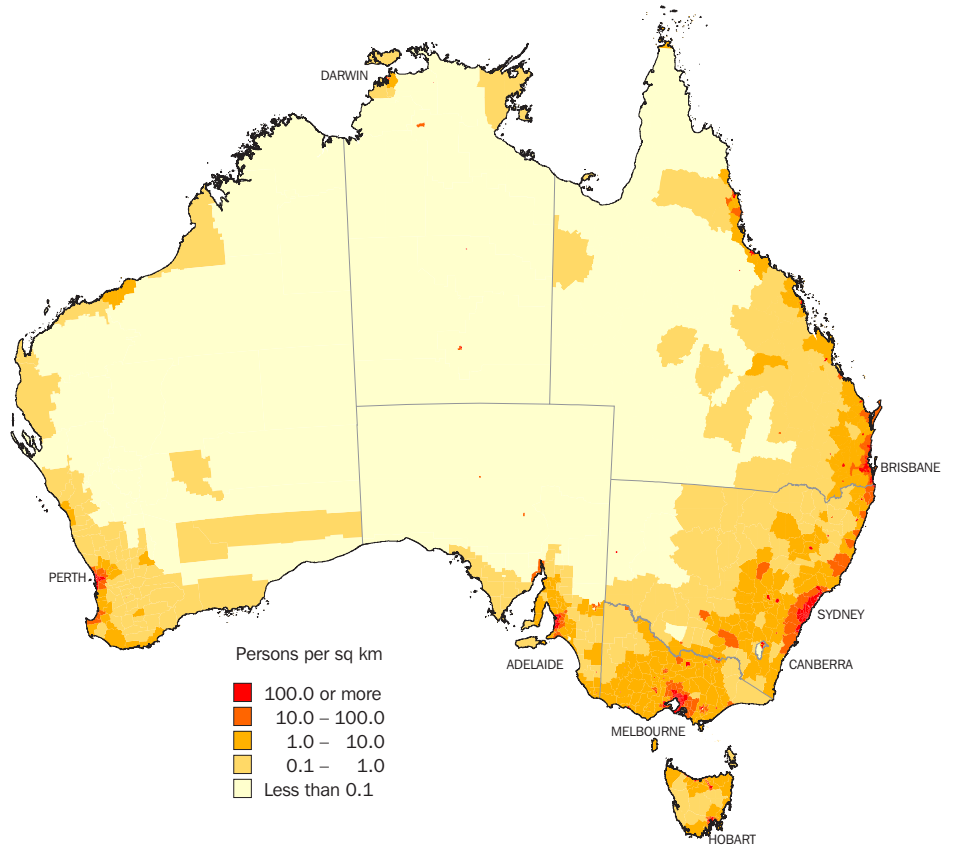 DARWIN
BRISBANE
PERTH
SYDNEY
ADELAIDE
CANBERRA
MELBOURNE
HOBART
Persons per sq km
100.0 or more
10.0 – 100.0
1.0 – 10.0
0.1 – 1.0
Less than 0.1